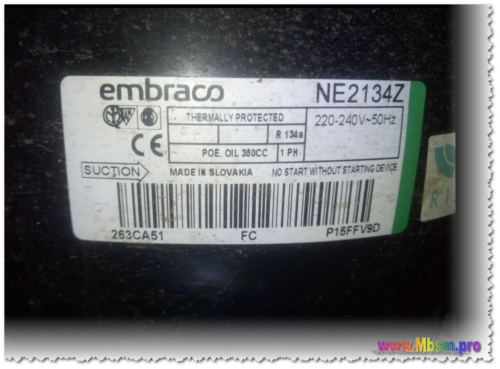 embraco
NE2134Z
THERMALLY PROTECTED
220-240V~50Hz
R.134a
POE. OIL 350CC
1 PH
CE
SUCTION
MADE IN SLOVAKIA
NO START WITHOUT STARTING DEVICE
263CA51
FC
P15FFV9D
www.Mbsm.pro